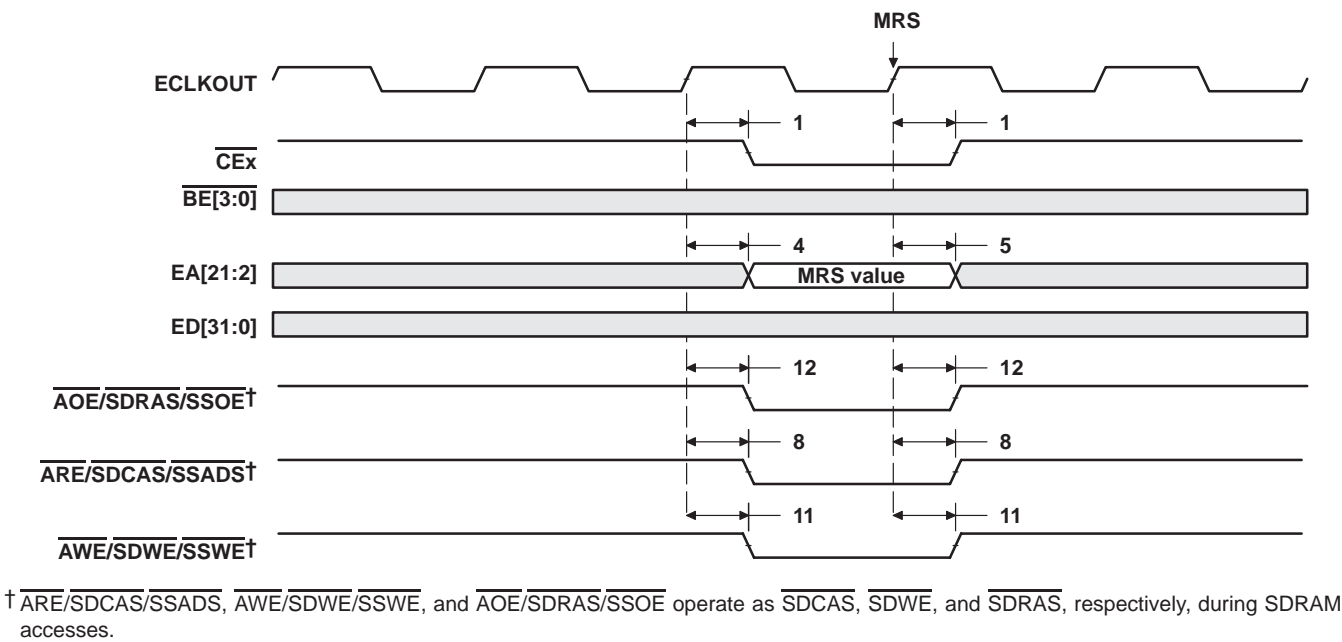 MRS
ECLKOUT
1 1
CEx
BE[3:0]
4 5
EA[21:2] MRS value
ED[31:0]
12 12
AOE/SDRAS/SSOE†
8 8
ARE/SDCAS/SSADS†
11 11
AWE/SDWE/SSWE†
† ARE/SDCAS/SSADS, AWE/SDWE/SSWE, and AOE/SDRAS/SSOE operate as SDCAS, SDWE, and SDRAS, respectively, during SDRAM
accesses.